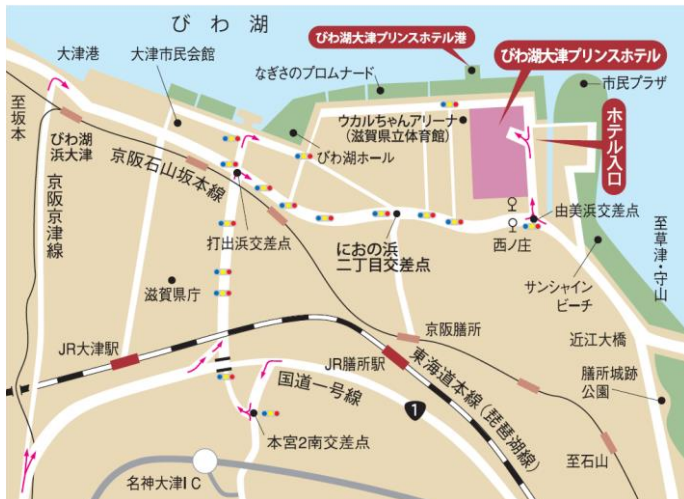 びわ湖
びわ湖大津プリンスホテル港
大津港
大津市民会館
びわ湖大津プリンスホテル
なぎさのプロムナード
市民プラザ
至坂本
ウカルちゃんアリーナ
(滋賀県立体育館)
ホテル入口
びわ湖
浜大津
びわ湖ホール
京阪石山坂本線
京阪京津線
由美浜交差点
打出浜交差点
におの浜
二丁目交差点
西ノ庄
至草津・守山
滋賀県庁
サンシャイン
ビーチ
京阪膳所
近江大橋
JR大津駅
JR膳所駅
東海道本線(琵琶湖線)
膳所城跡
公園
国道一号線
1
本宮2南交差点
至石山
名神大津IC